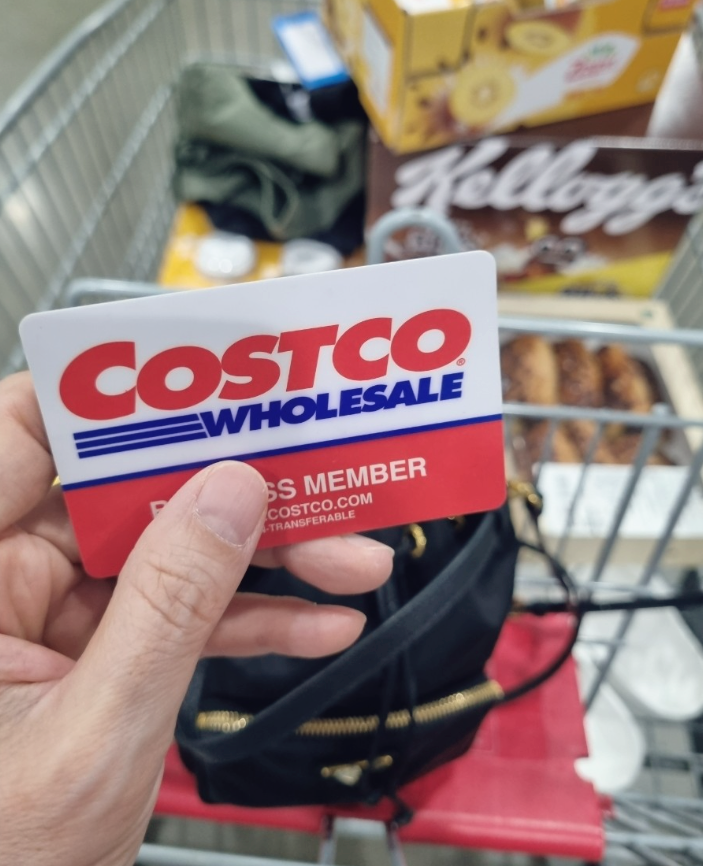 Kellogg's
COSTCO
WHOLESALE
SS MEMBER
COSTCO.COM
-TRANSFERABLE